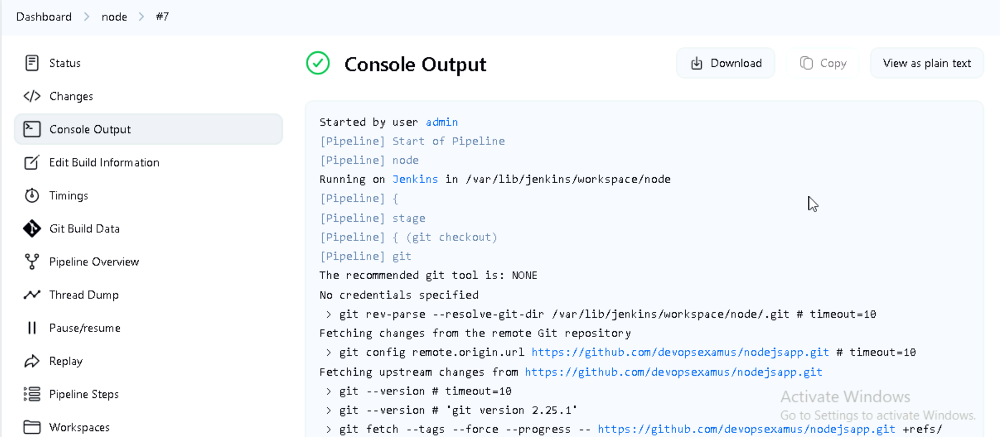 Dashboard > node > #7
Status
Changes
Console Output
Edit Build Information
Timings
Git Build Data
Pipeline Overview
Thread Dump
Pause/resume
Replay
Pipeline Steps
Workspaces
Console Output
Download
Copy
View as plain text
Started by user admin
[Pipeline] Start of Pipeline
[Pipeline] node
Running on Jenkins in /var/lib/jenkins/workspace/node
[Pipeline] {
[Pipeline] stage
[Pipeline] { (git checkout)
[Pipeline] git
The recommended git tool is: NONE
No credentials specified
> git rev-parse --resolve-git-dir /var/lib/jenkins/workspace/node/.git # timeout=10
Fetching changes from the remote Git repository
> git config remote.origin.url https://github.com/devopsexamus/nodejsapp.git # timeout=10
Fetching upstream changes from https://github.com/devopsexamus/nodejsapp.git
> git --version # timeout=10
> git --version # 'git version 2.25.1'
> git fetch --tags --force --progress -- https://github.com/devopsexamus/nodejsapp.git +refs/
Activate Windows
Go to Settings to activate Windows.